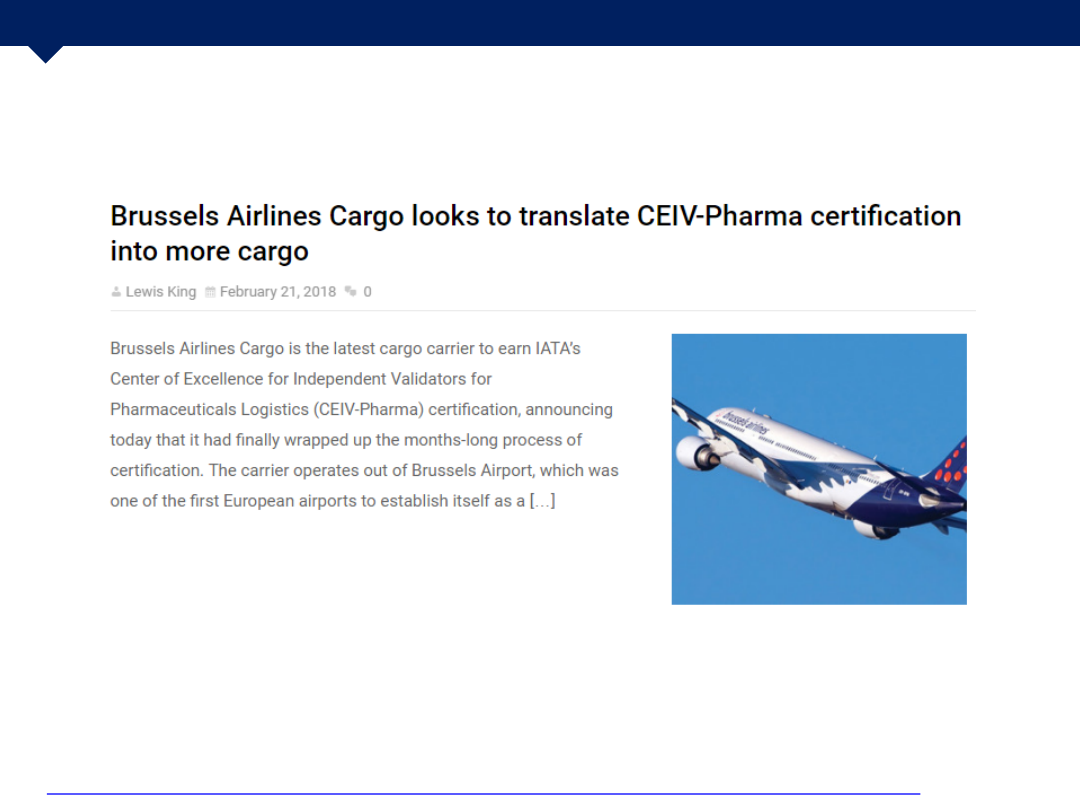 Brussels Airlines Cargo looks to translate CEIV-Pharma certification
into more cargo
Lewis King February 21, 2018 0
Brussels Airlines Cargo is the latest cargo carrier to earn IATA's
Center of Excellence for Independent Validators for
Pharmaceuticals Logistics (CEIV-Pharma) certification, announcing
today that it had finally wrapped up the months-long process of
certification. The carrier operates out of Brussels Airport, which was
one of the first European airports to establish itself as a [...]
brussels airlines